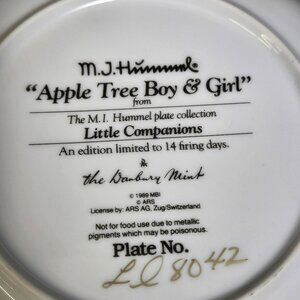 M.J.Hummel
“Apple Tree Boy & Girl”
from
The M.I. Hummel plate collection
Little Companions
An edition limited to 14 firing days.
the Danbury Mint
© 1989 MBI
© ARS
License by: ARS AG, Zug/Switzerland
Not for food use due to metallic
pigments which may be poisonous.
Plate No.
8042